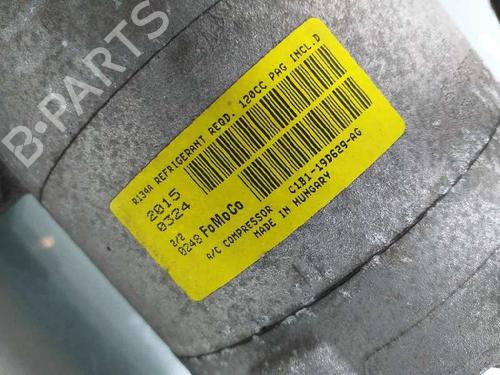 B-PARTS
R134A REFRIGERANT REQD. 120CC PAG INCL.D
2015
0324
2/2
0248 FoMoCo
A/C COMPRESSOR C1B1-19D629-AG
MADE IN HUNGARY